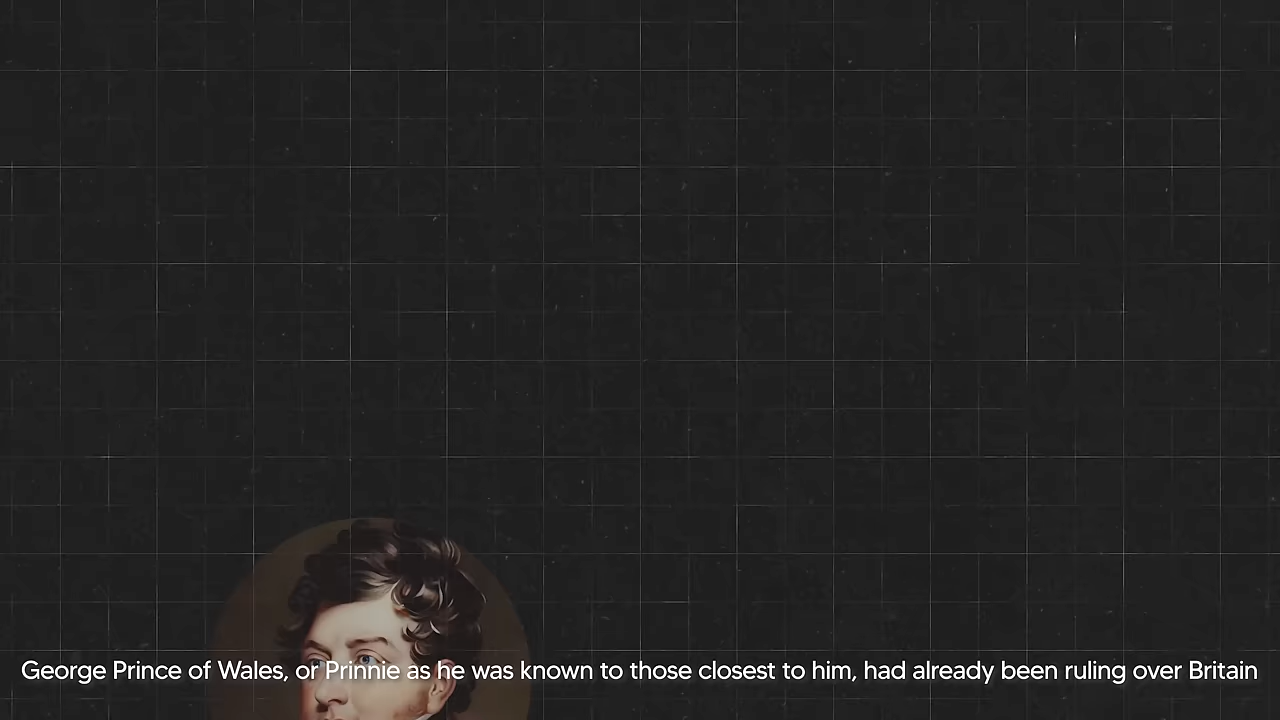 George Prince of Wales, or Prinnie as he was known to those closest to him, had already been ruling over Britain